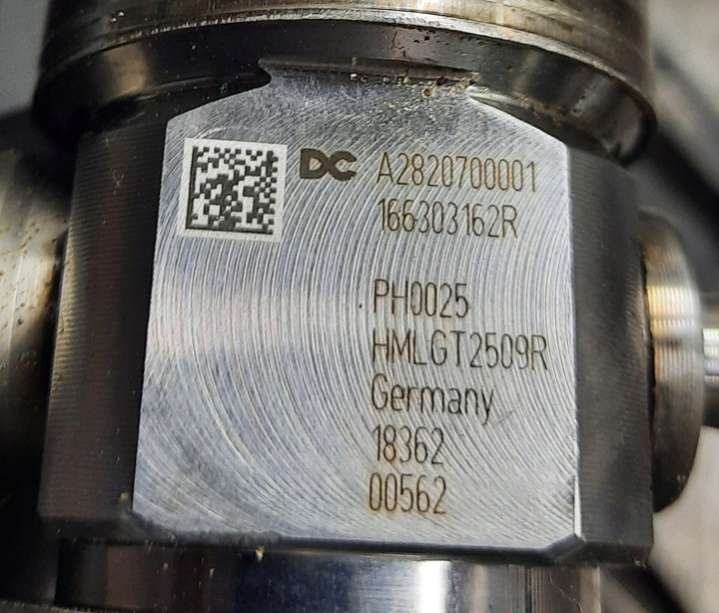 DC A2820700001
166303162R
PH0025
HMLGT2509R
Germany
18362
00562